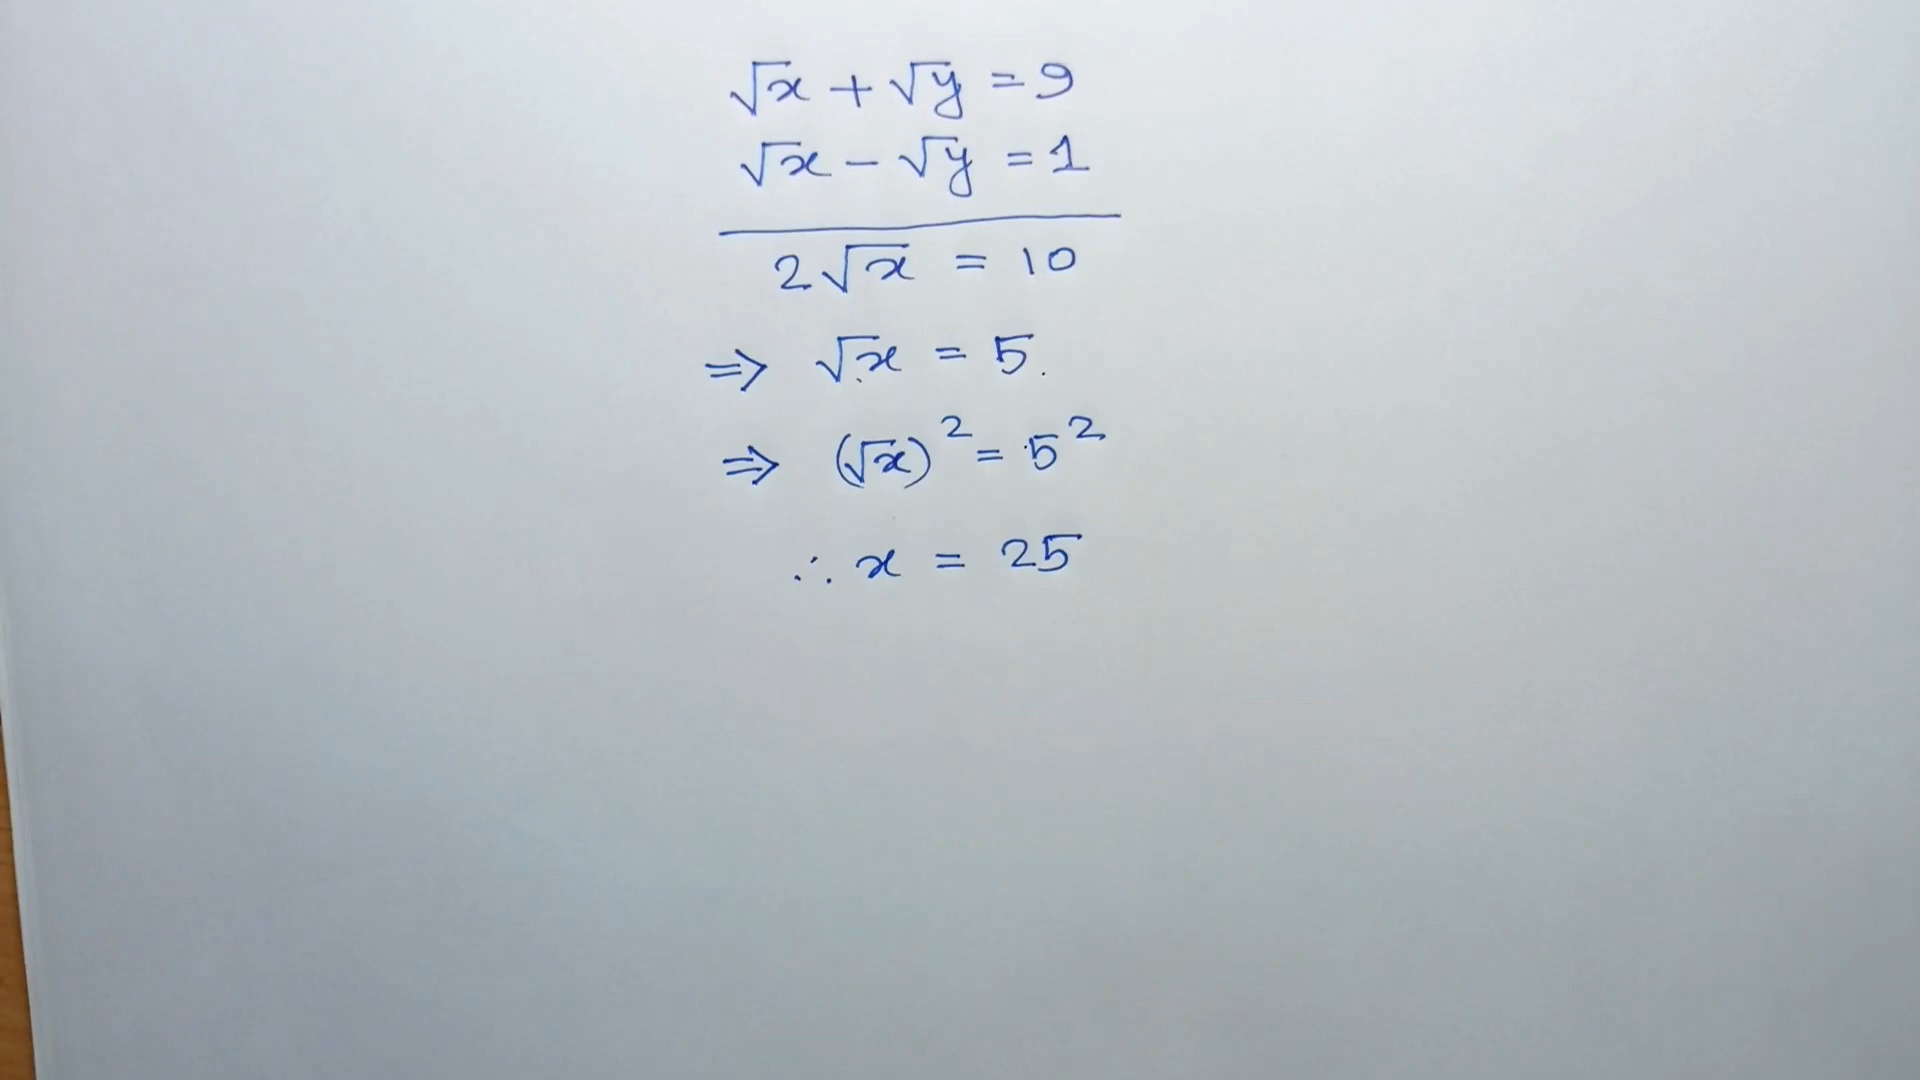 √x + √y = 9
√x − √y = 1
2√x = 10
⇒ √x = 5.
⇒ (√x)² = 5²
∴ x = 25